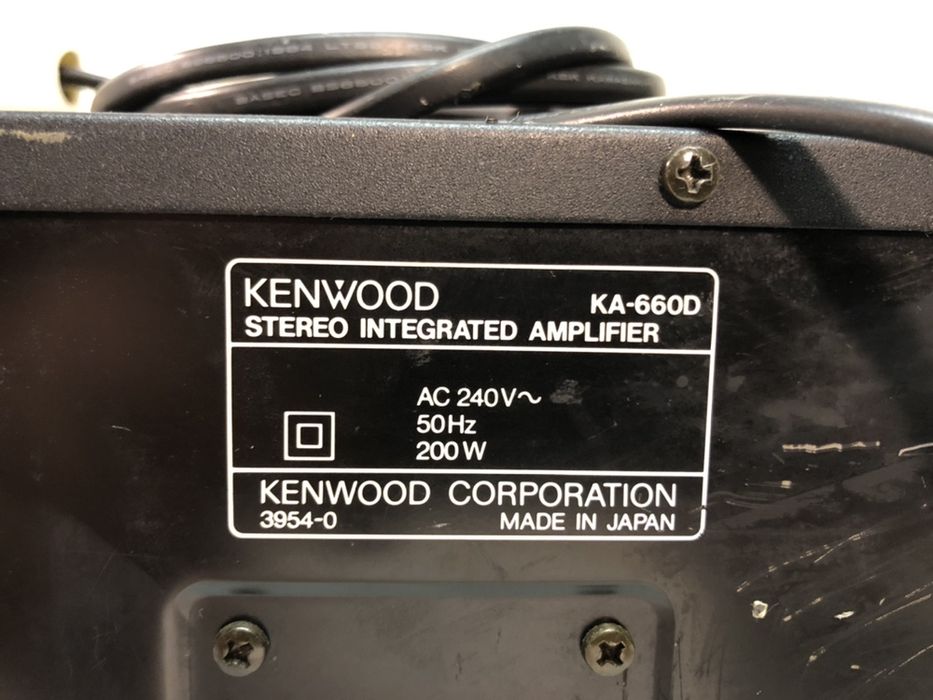 KENWOOD KA-660D
STEREO INTEGRATED AMPLIFIER
AC 240V~
50Hz
200W
KENWOOD CORPORATION
3954-0 MADE IN JAPAN